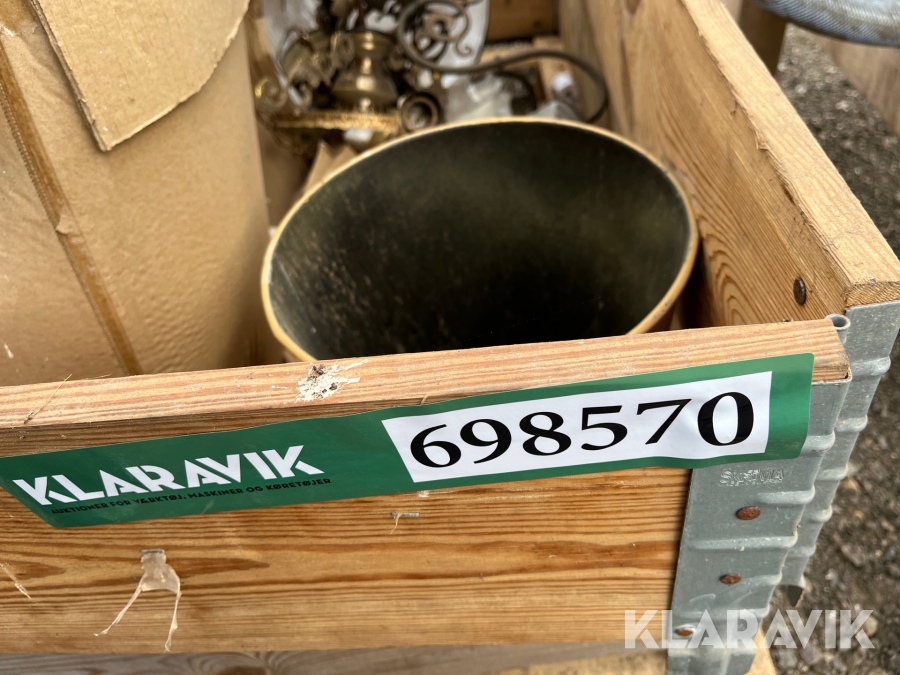 KLARAVIK
AUKTIONER FOR VÆRKTØJ, MASKINER OG KØRETØJER
698570
KLARAVIK